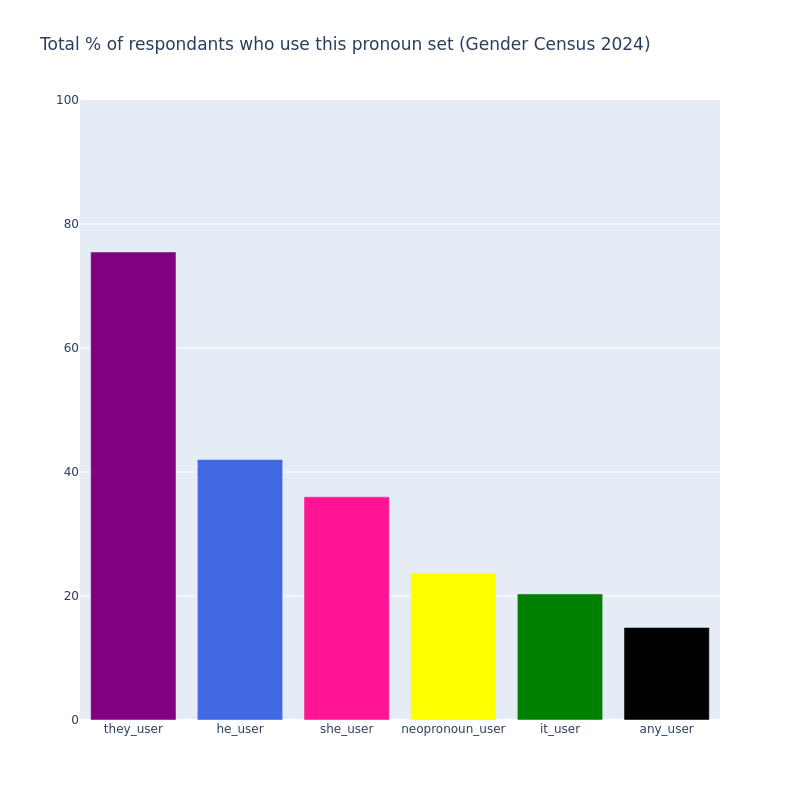 Total % of respondants who use this pronoun set (Gender Census 2024)
100
80
60
40
20
0
they_user
he_user
she_user
neopronoun_user
it_user
any_user